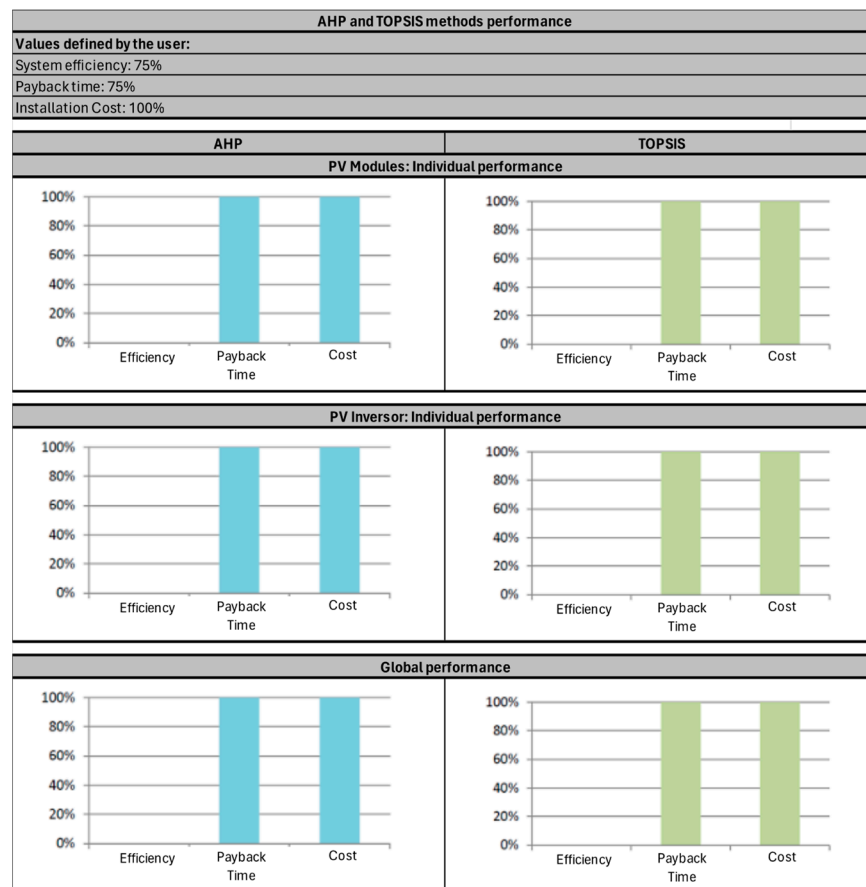 AHP and TOPSIS methods performance
Values defined by the user:
System efficiency: 75%
Payback time: 75%
Installation Cost: 100%
AHP
TOPSIS
PV Modules: Individual performance
100%
80%
60%
40%
20%
0%
Efficiency
Payback
Time
Cost
100%
80%
60%
40%
20%
0%
Efficiency
Payback
Time
Cost
PV Inversor: Individual performance
100%
80%
60%
40%
20%
0%
Efficiency
Payback
Time
Cost
100%
80%
60%
40%
20%
0%
Efficiency
Payback
Time
Cost
Global performance
100%
80%
60%
40%
20%
0%
Efficiency
Payback
Time
Cost
100%
80%
60%
40%
20%
0%
Efficiency
Payback
Time
Cost